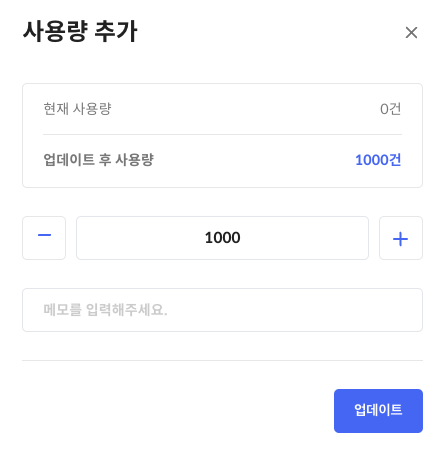 사용량 추가
현재 사용량 0건
업데이트 후 사용량 1000건
1000
메모를 입력해주세요.
업데이트